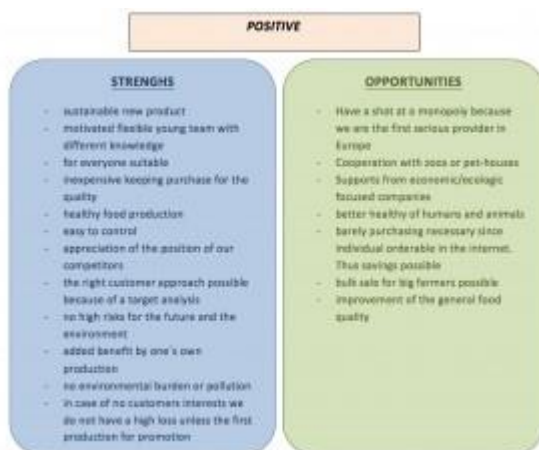 POSITIVE
STRENGHS
- sustainable new product
- motivated flexible young team with
different knowledge
- for everyone suitable
- inexpensive keeping purchase for the
quality
- healthy food production
- easy to control
- appreciation of the position of our
competitors
- the right customer approach possible
because of a target analysis
- no high risks for the future and the
environment
- added benefit by one´s own
production
- no environmental burden or pollution
- in case of no customers interests we
do not have a high loss unless the first
production for promotion
OPPORTUNITIES
- Have a shot at a monopoly because
we are the first serious provider in
Europe
- Cooperation with zoos or pet-houses
- Supports from economic/ecologic
focused companies
- better healthy of humans and animals
- barely purchasing necessary since
individual orderable in the internet.
Thus savings possible
- bulk sale for big farmers possible
- improvement of the general food
quality